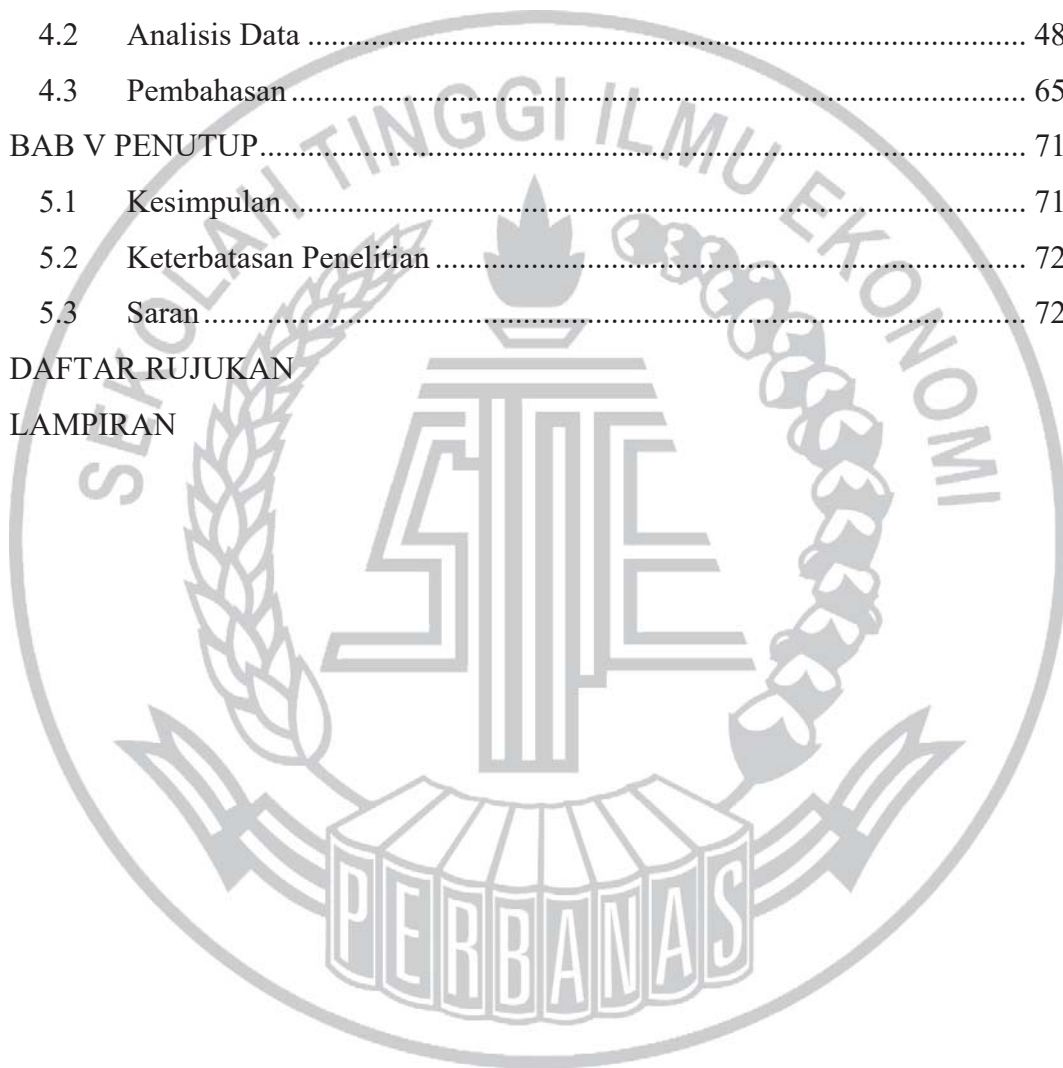 4.2 Analisis Data ........................................................................................... 48
4.3 Pembahasan ............................................................................................. 65
BAB V PENUTUP ................................................................................................. 71
5.1 Kesimpulan .............................................................................................. 71
5.2 Keterbatasan Penelitian ........................................................................... 72
5.3 Saran ........................................................................................................ 72
DAFTAR RUJUKAN
LAMPIRAN
SEKOLAH TINGGI ILMU EKONOMI
STIE
PERBANAS